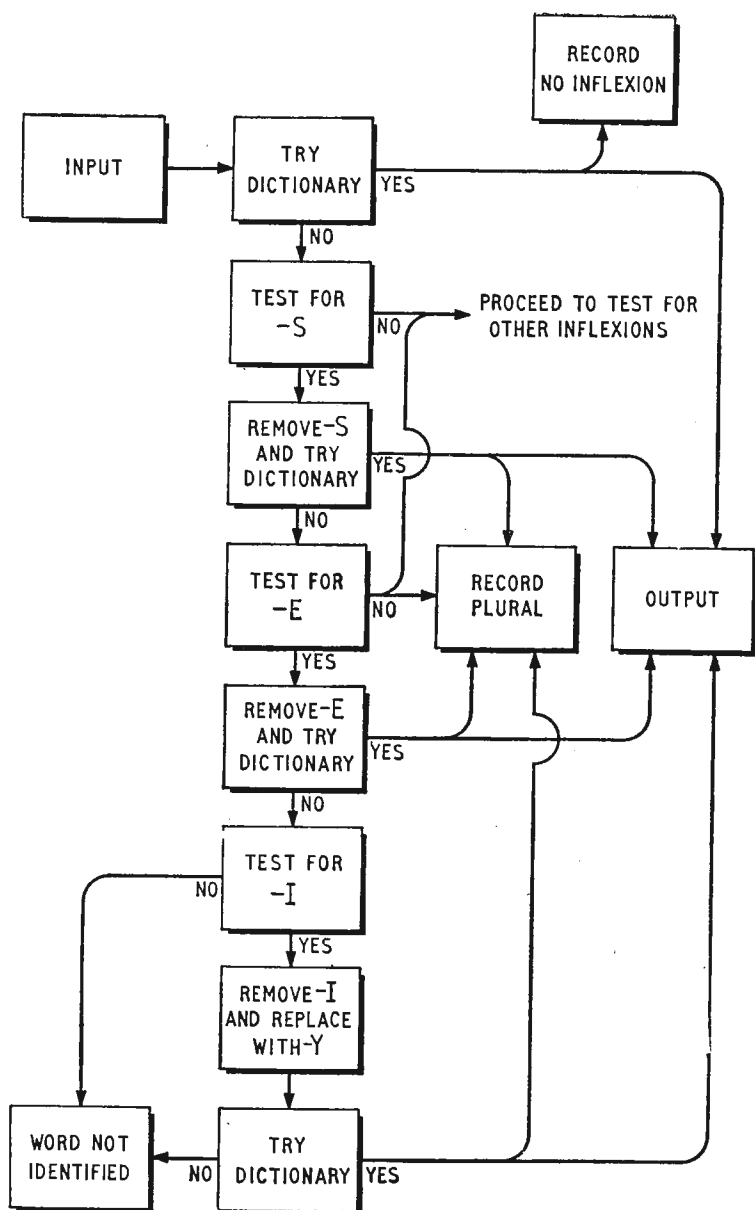 RECORD
NO INFLEXION
INPUT
TRY
DICTIONARY
YES
NO
TEST FOR
-S
NO
PROCEED TO TEST FOR
OTHER INFLEXIONS
YES
REMOVE-S
AND TRY
DICTIONARY
YES
NO
TEST FOR
-E
NO
RECORD
PLURAL
OUTPUT
YES
REMOVE-E
AND TRY
DICTIONARY
YES
NO
TEST FOR
-I
NO
YES
REMOVE-I
AND REPLACE
WITH-Y
WORD NOT
IDENTIFIED
NO
TRY
DICTIONARY
YES